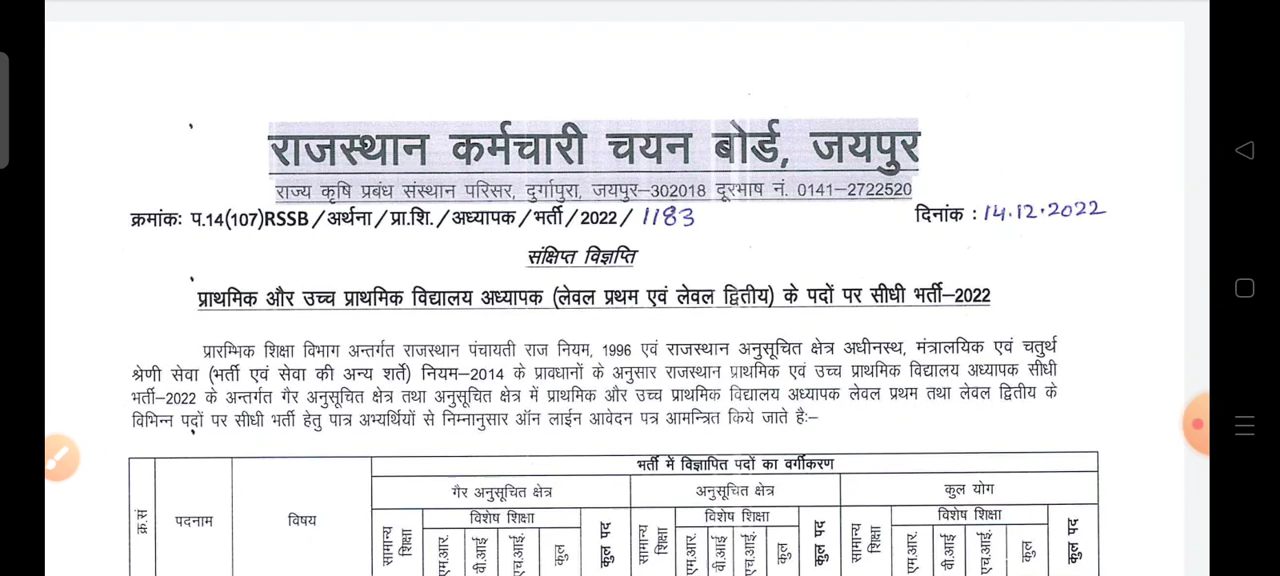 राजस्थान कर्मचारी चयन बोर्ड, जयपुर
राज्य कृषि प्रबंध संस्थान परिसर, दुर्गापुरा, जयपुर–302018 दूरभाष नं. 0141–2722520
क्रमांकः प.14(107)RSSB/अर्थना/प्रा.शि./अध्यापक/भर्ती/2022/ 1183 दिनांक : 14.12.2022
संक्षिप्त विज्ञप्ति
प्राथमिक और उच्च प्राथमिक विद्यालय अध्यापक (लेवल प्रथम एवं लेवल द्वितीय) के पदों पर सीधी भर्ती–2022
प्रारम्भिक शिक्षा विभाग अन्तर्गत राजस्थान पंचायती राज नियम, 1996 एवं राजस्थान अनुसूचित क्षेत्र अधीनस्थ, मंत्रालयिक एवं चतुर्थ
श्रेणी सेवा (भर्ती एवं सेवा की अन्य शर्ते) नियम–2014 के प्रावधानों के अनुसार राजस्थान प्राथमिक एवं उच्च प्राथमिक विद्यालय अध्यापक सीधी
भर्ती–2022 के अन्तर्गत गैर अनुसूचित क्षेत्र तथा अनुसूचित क्षेत्र में प्राथमिक और उच्च प्राथमिक विद्यालय अध्यापक लेवल प्रथम तथा लेवल द्वितीय के
विभिन्न पदों पर सीधी भर्ती हेतु पात्र अभ्यर्थियों से निम्नानुसार ऑन लाईन आवेदन पत्र आमन्त्रित किये जाते हैः–
भर्ती में विज्ञापित पदों का वर्गीकरण
गैर अनुसूचित क्षेत्र अनुसूचित क्षेत्र कुल योग
क्र.सं पदनाम विषय
सामान्य शिक्षा विशेष शिक्षा कुल पद सामान्य शिक्षा विशेष शिक्षा कुल पद सामान्य शिक्षा विशेष शिक्षा कुल पद
एम.आर. वी.आई एच.आई. कुल एम.आर. वी.आई एच.आई. कुल एम.आर. वी.आई एच.आई. कुल